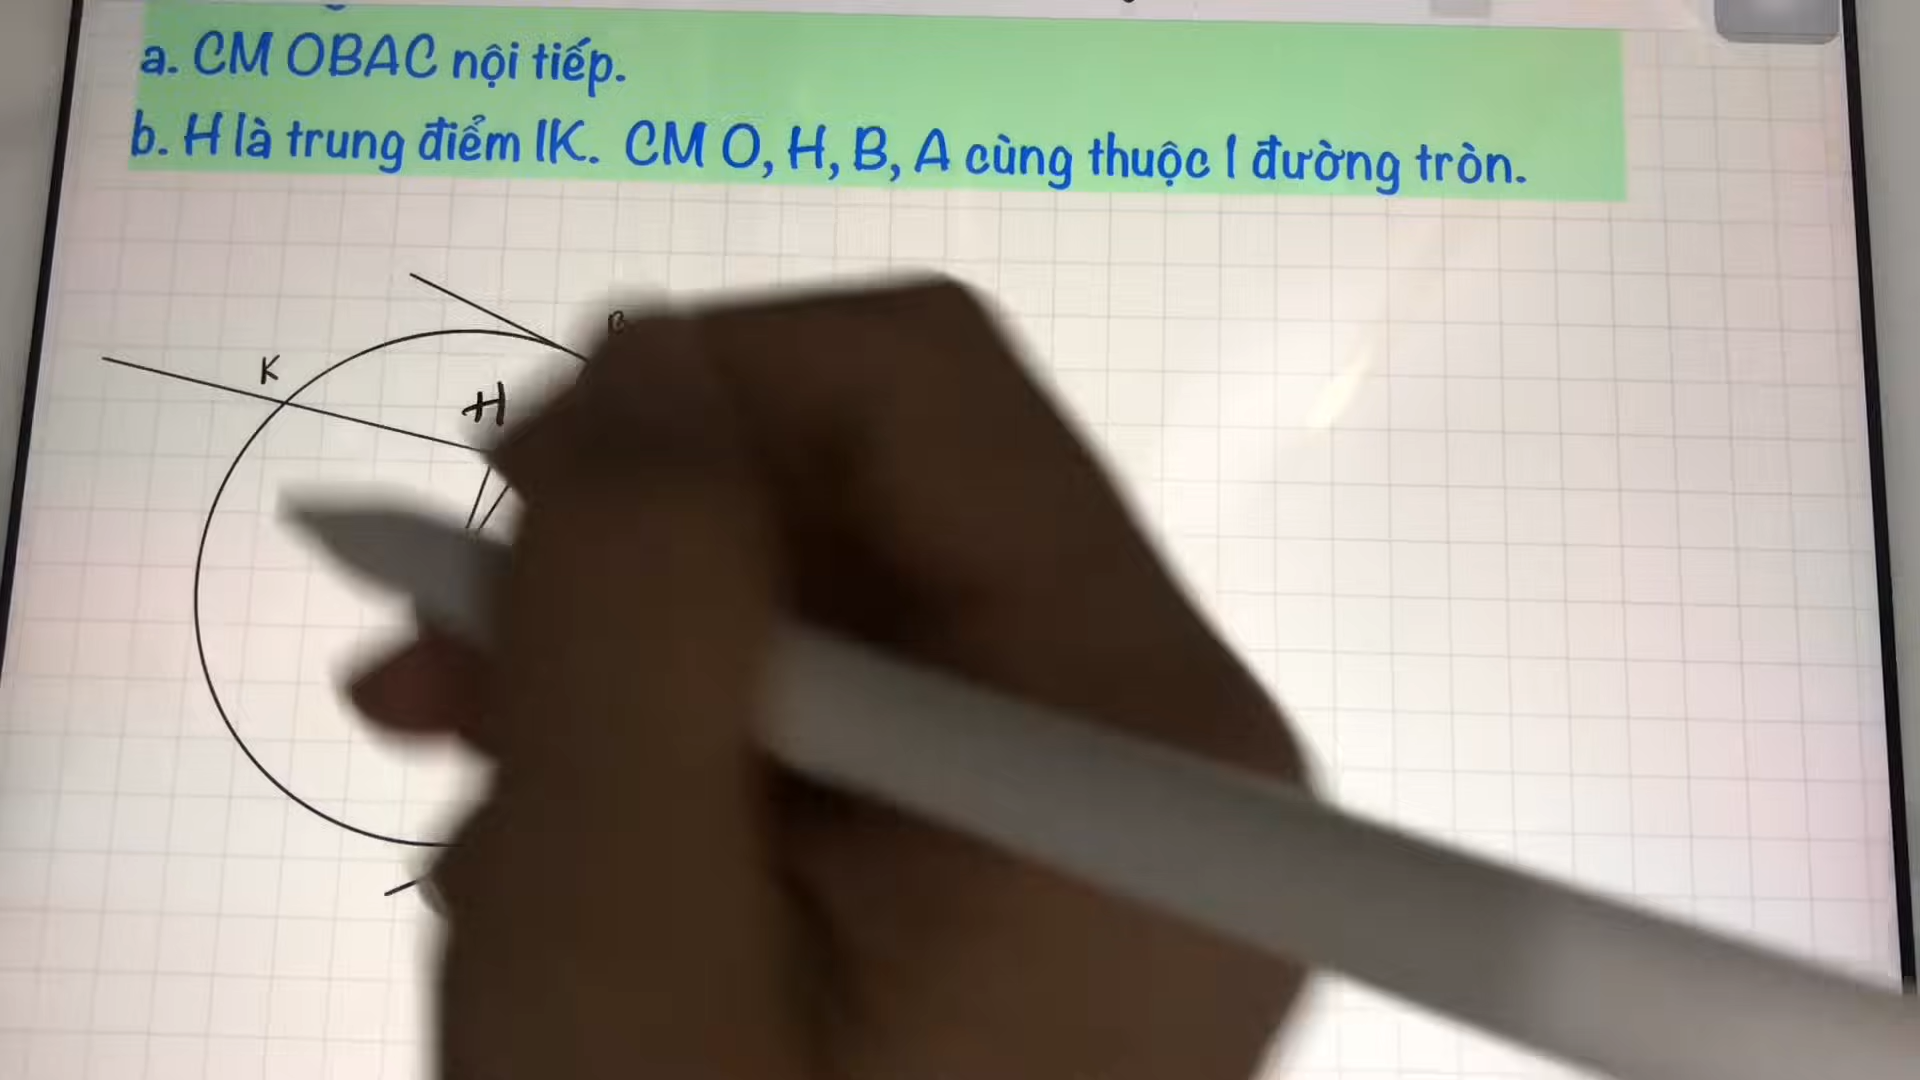 a. CM OBAC nội tiếp.
b. H là trung điểm IK. CM O, H, B, A cùng thuộc 1 đường tròn.
B
K
H